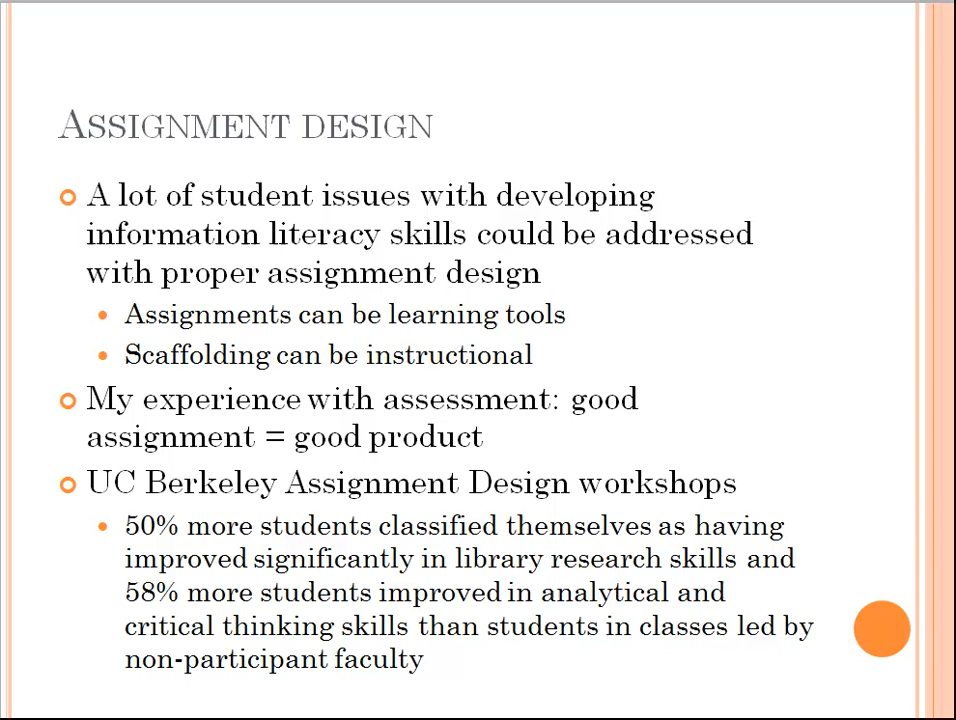 ASSIGNMENT DESIGN
A lot of student issues with developing
information literacy skills could be addressed
with proper assignment design
Assignments can be learning tools
Scaffolding can be instructional
My experience with assessment: good
assignment = good product
UC Berkeley Assignment Design workshops
50% more students classified themselves as having
improved significantly in library research skills and
58% more students improved in analytical and
critical thinking skills than students in classes led by
non-participant faculty